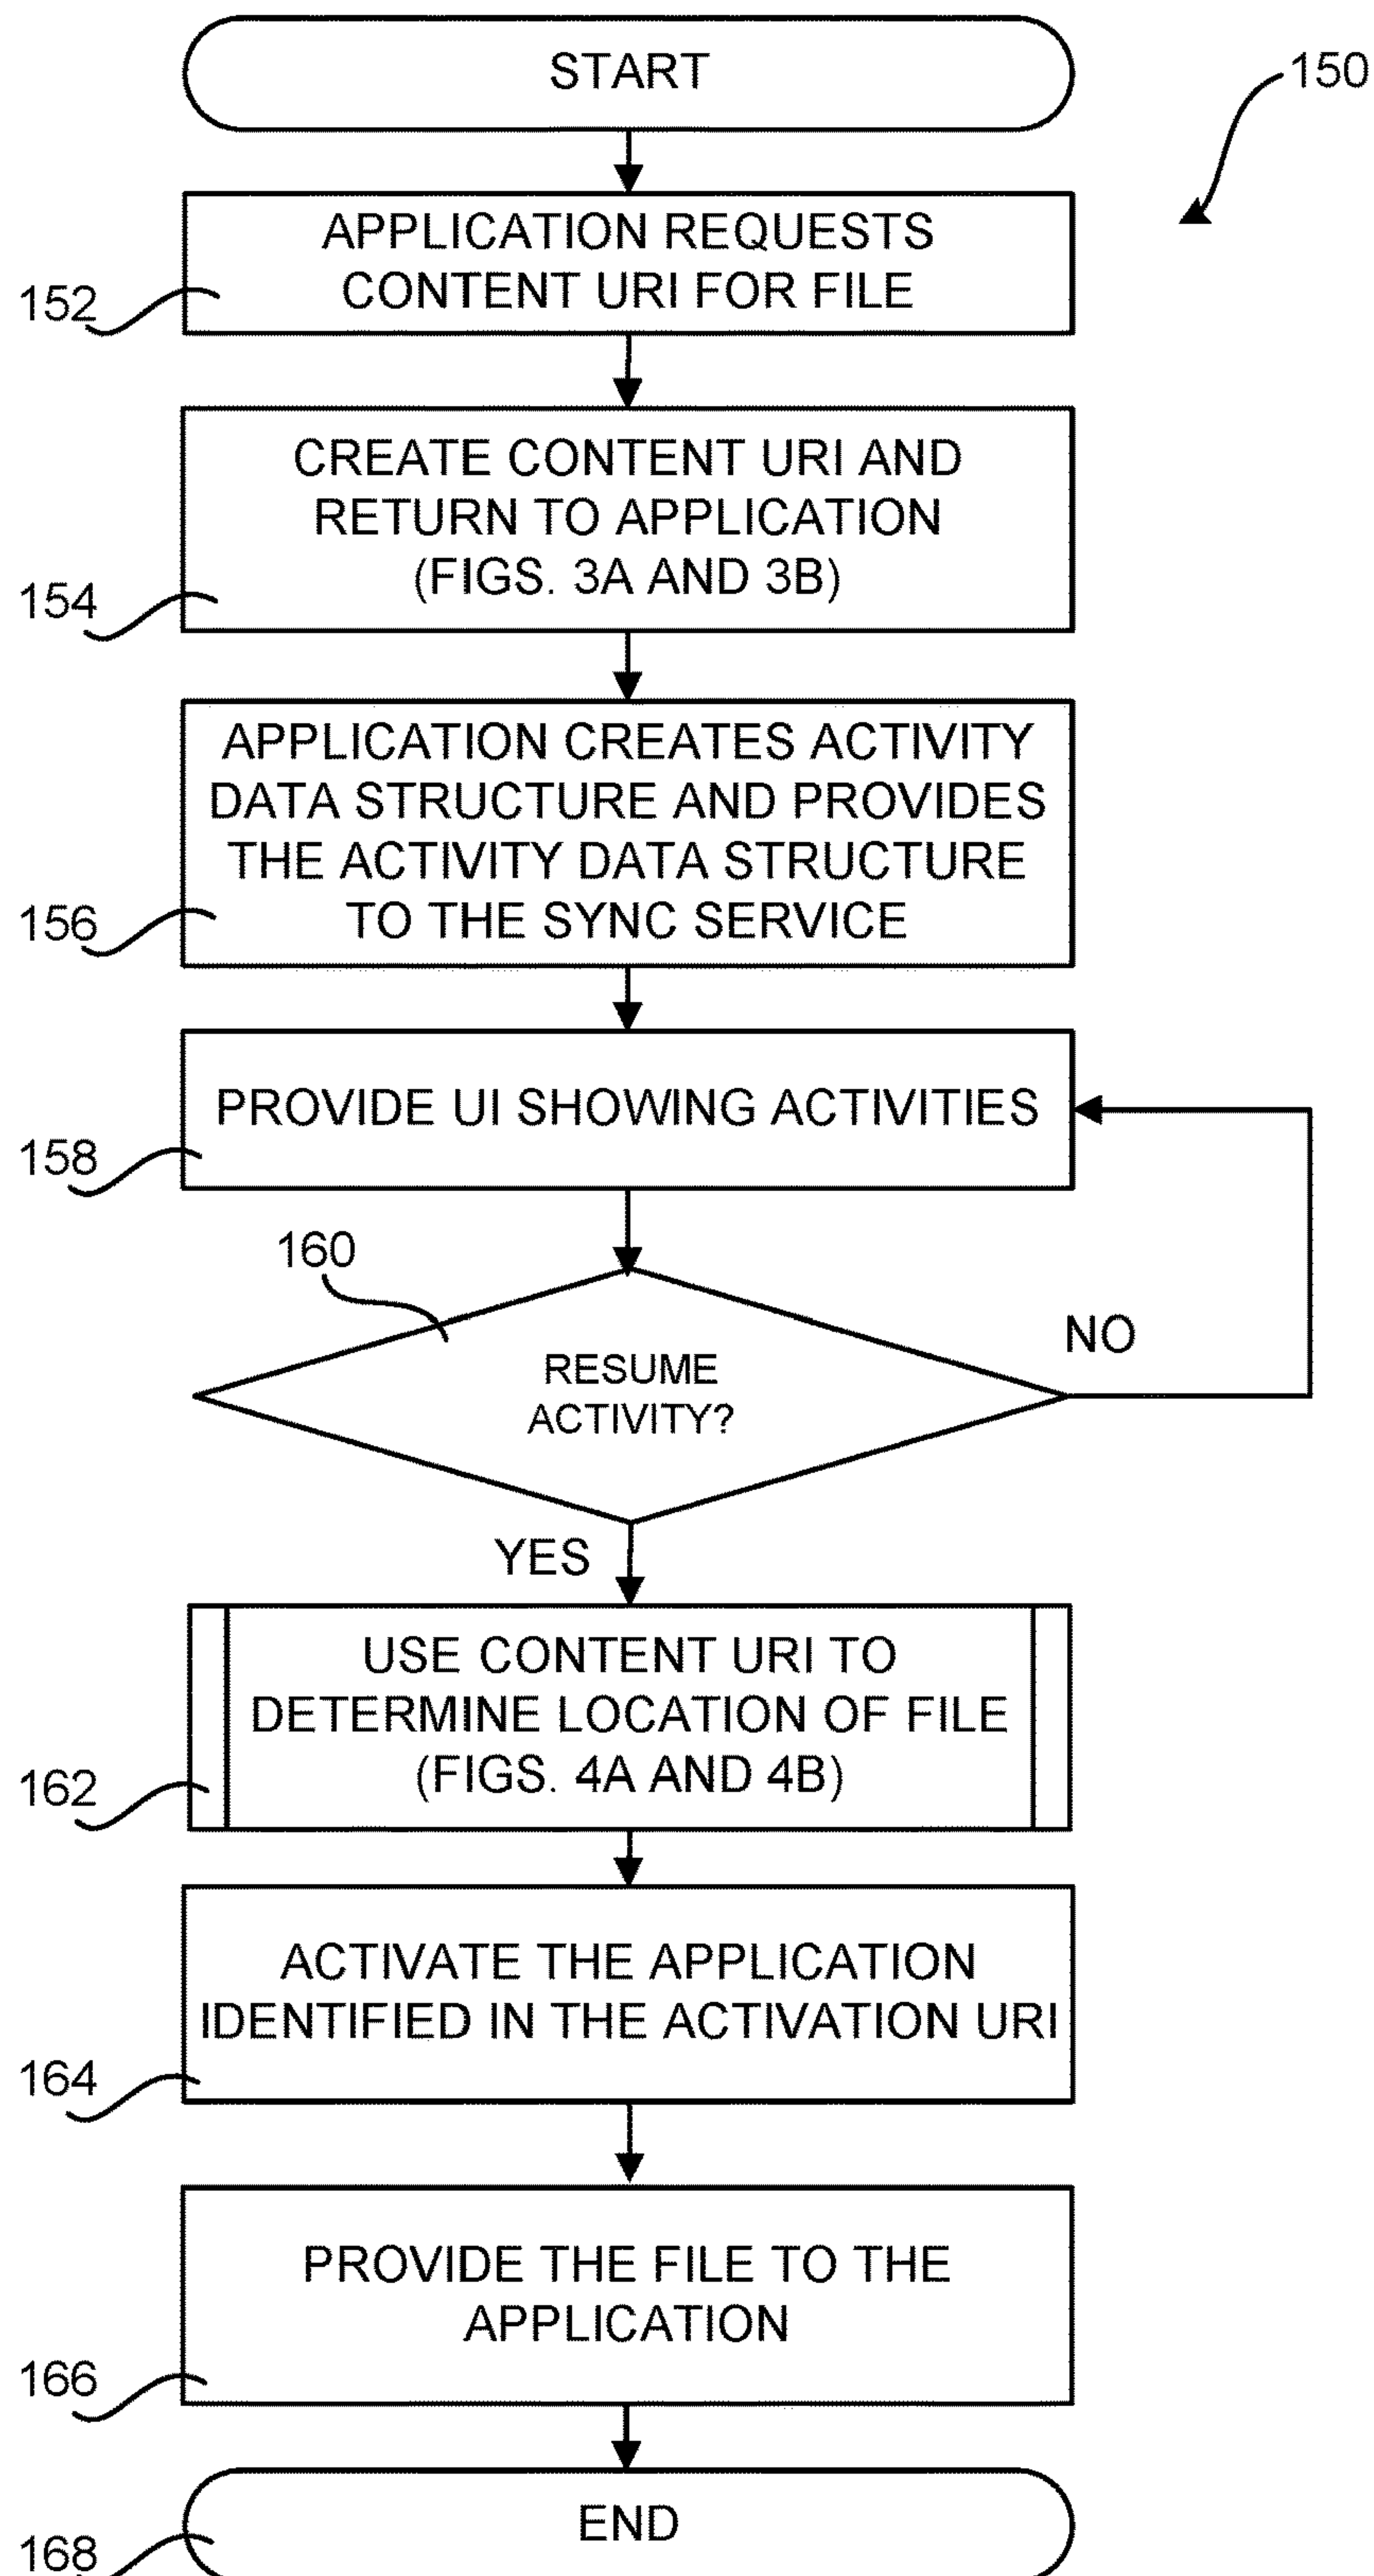 START
150
APPLICATION REQUESTS
CONTENT URI FOR FILE
152
CREATE CONTENT URI AND
RETURN TO APPLICATION
(FIGS. 3A AND 3B)
154
APPLICATION CREATES ACTIVITY
DATA STRUCTURE AND PROVIDES
THE ACTIVITY DATA STRUCTURE
TO THE SYNC SERVICE
156
PROVIDE UI SHOWING ACTIVITIES
158
160
NO
RESUME
ACTIVITY?
YES
USE CONTENT URI TO
DETERMINE LOCATION OF FILE
(FIGS. 4A AND 4B)
162
ACTIVATE THE APPLICATION
IDENTIFIED IN THE ACTIVATION URI
164
PROVIDE THE FILE TO THE
APPLICATION
166
END
168